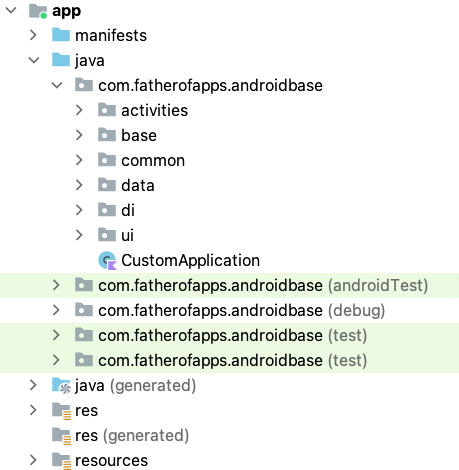 app
manifests
java
com.fatherofapps.androidbase
activities
base
common
data
di
ui
CustomApplication
com.fatherofapps.androidbase (androidTest)
com.fatherofapps.androidbase (debug)
com.fatherofapps.androidbase (test)
com.fatherofapps.androidbase (test)
java (generated)
res
res (generated)
resources